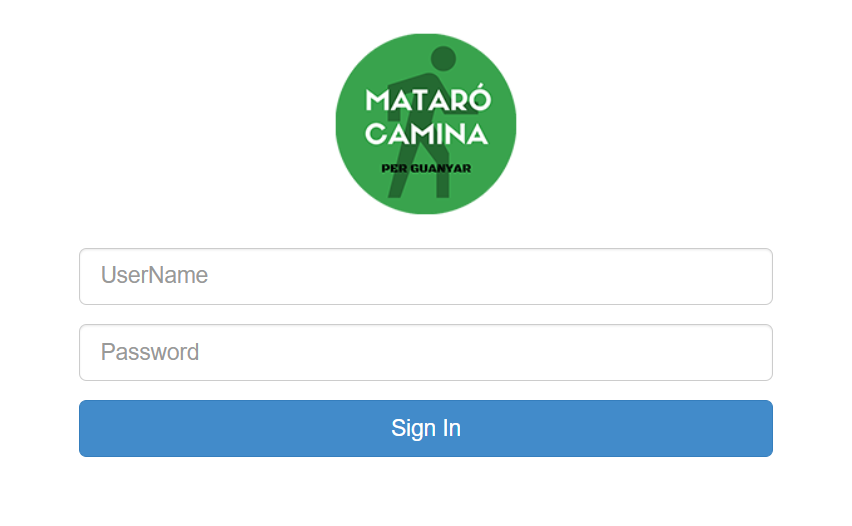 MATARÓ
CAMINA
PER GUANYAR
UserName
Password
Sign In